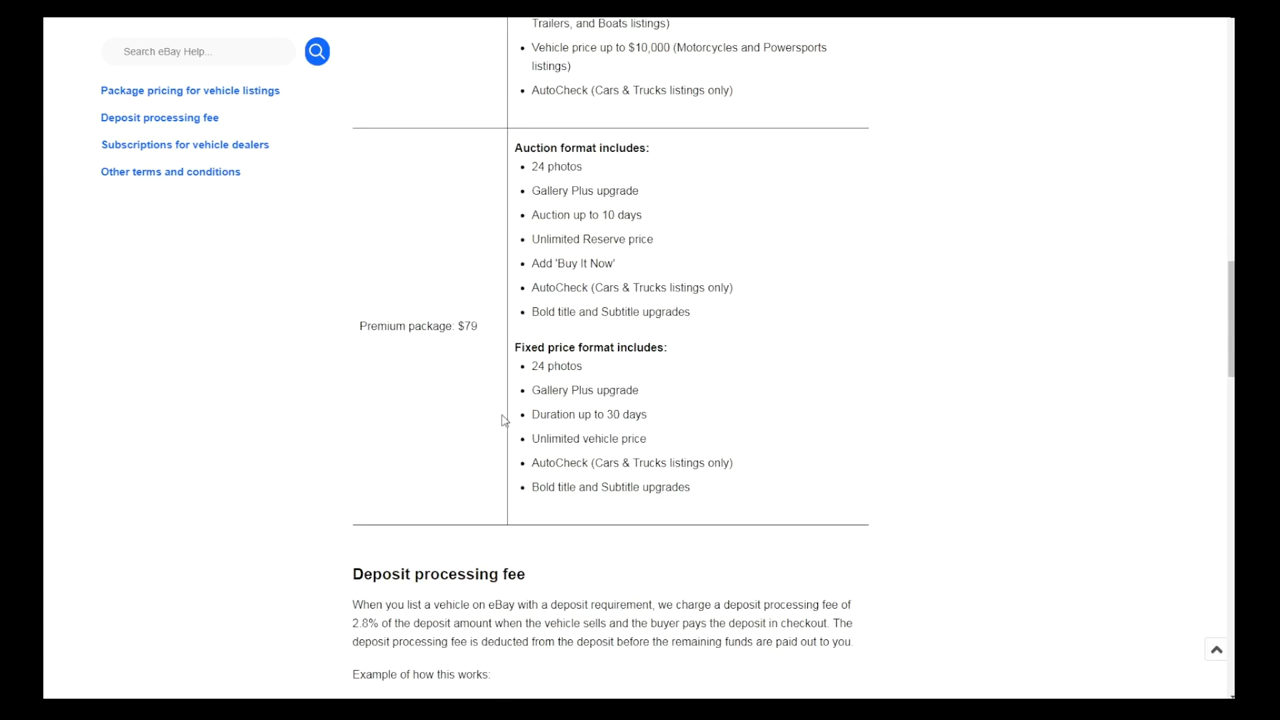 Search eBay Help...
Package pricing for vehicle listings
Deposit processing fee
Subscriptions for vehicle dealers
Other terms and conditions
Trailers, and Boats listings)
Vehicle price up to $10,000 (Motorcycles and Powersports
listings)
AutoCheck (Cars & Trucks listings only)
Premium package: $79
Auction format includes:
24 photos
Gallery Plus upgrade
Auction up to 10 days
Unlimited Reserve price
Add 'Buy It Now'
AutoCheck (Cars & Trucks listings only)
Bold title and Subtitle upgrades
Fixed price format includes:
24 photos
Gallery Plus upgrade
Duration up to 30 days
Unlimited vehicle price
AutoCheck (Cars & Trucks listings only)
Bold title and Subtitle upgrades
Deposit processing fee
When you list a vehicle on eBay with a deposit requirement, we charge a deposit processing fee of
2.8% of the deposit amount when the vehicle sells and the buyer pays the deposit in checkout. The
deposit processing fee is deducted from the deposit before the remaining funds are paid out to you.
Example of how this works: